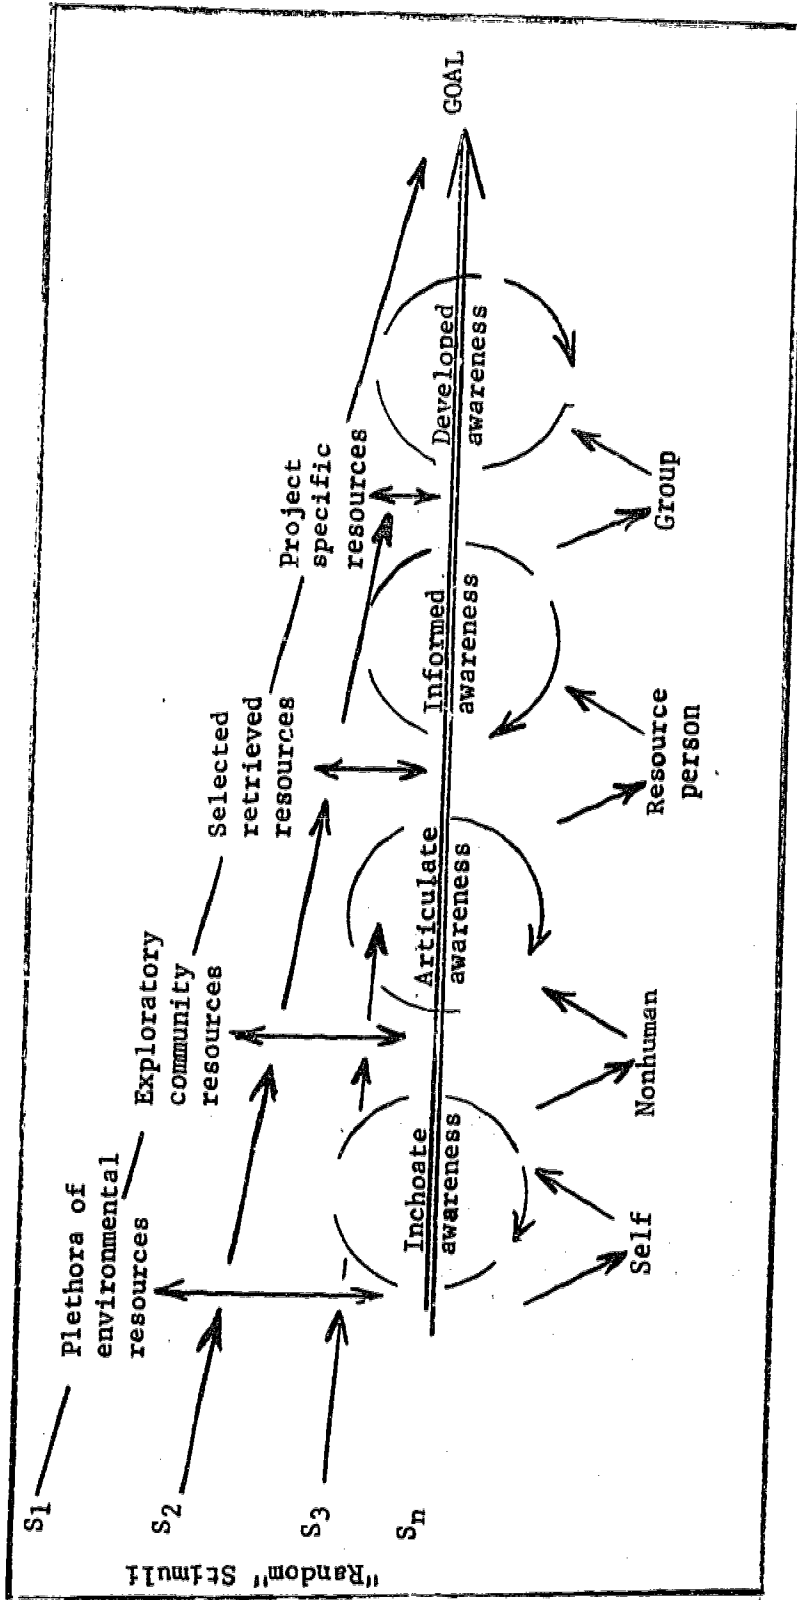 "Random" Stimuli
S1
S2
S3
Sn
Plethora of
environmental
resources
Exploratory
community
resources
Selected
retrieved
resources
Project
specific
resources
Inchoate
awareness
Articulate
awareness
Informed
awareness
Developed
awareness
GOAL
Self
Nonhuman
Resource
person
Group